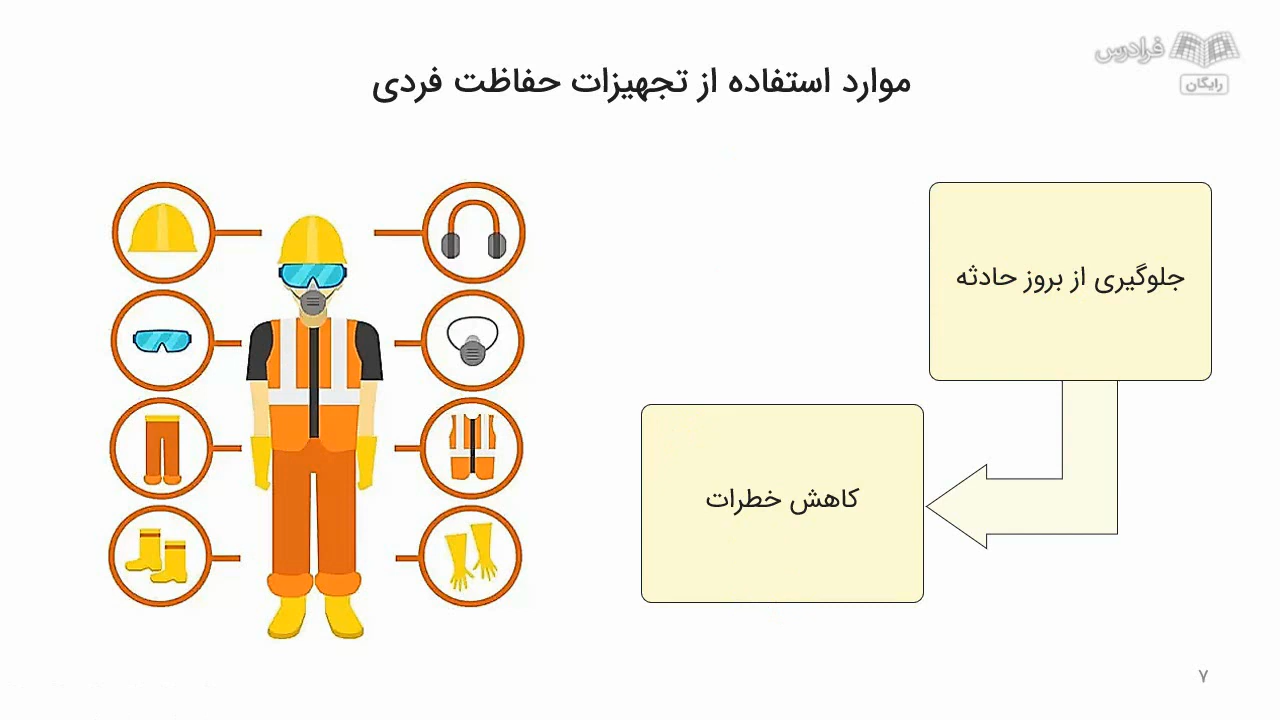 فرادرس
رایگان
موارد استفاده از تجهیزات حفاظت فردی
جلوگیری از بروز حادثه
کاهش خطرات
۷